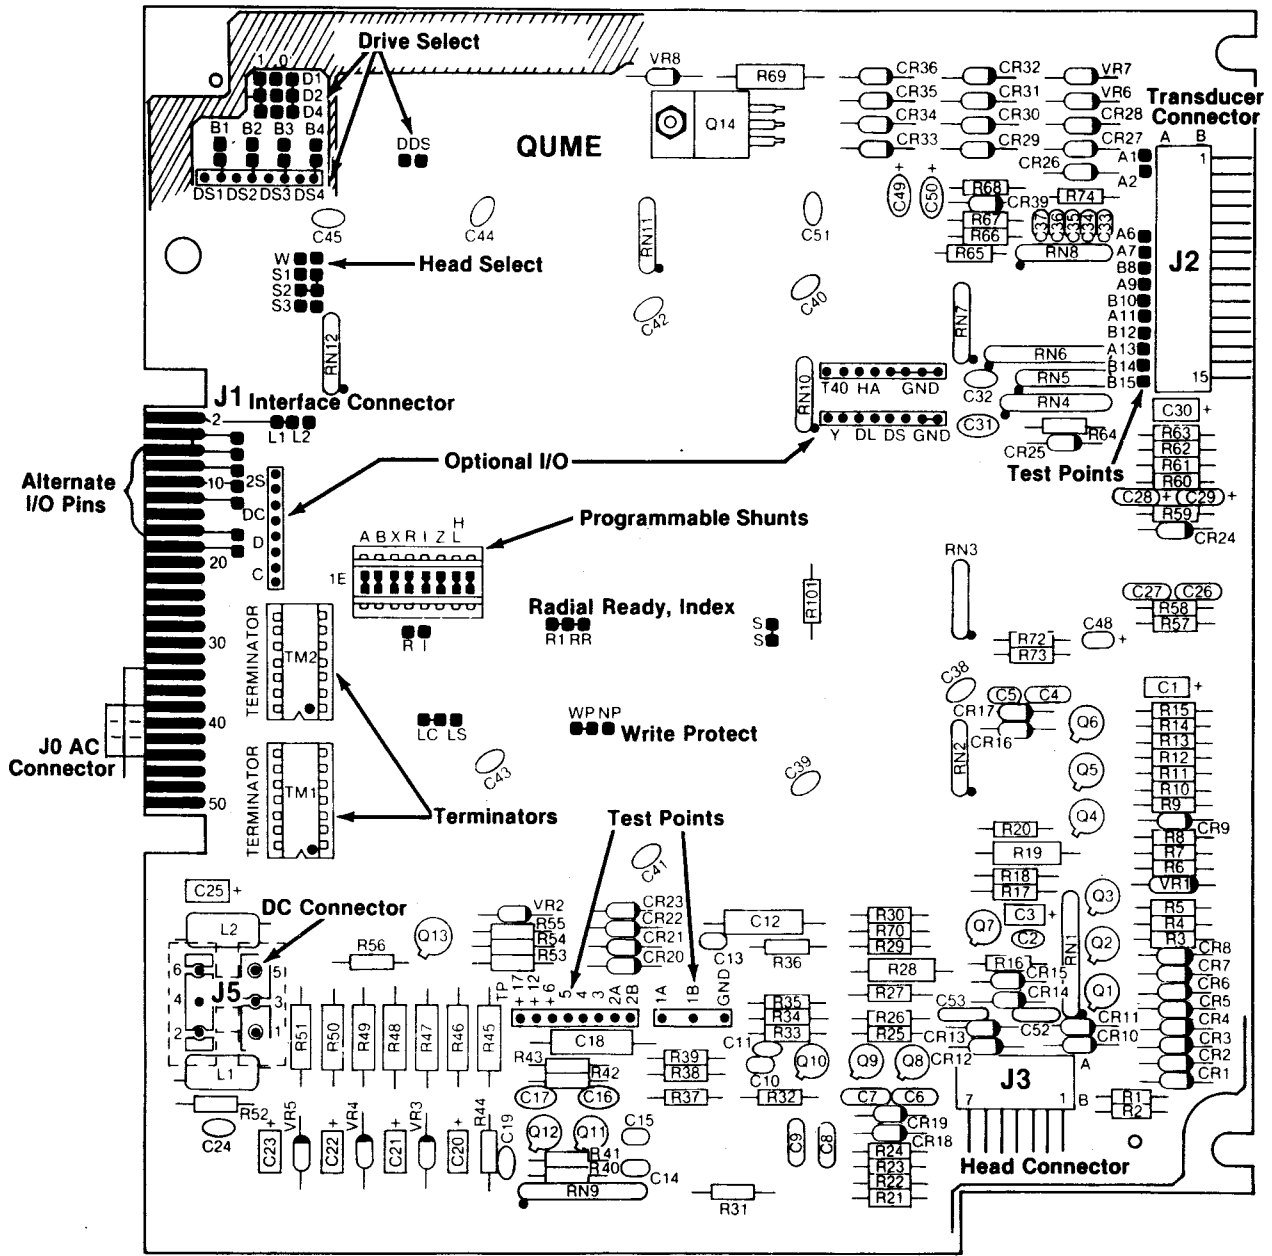 Drive Select
1 0
D1
D2
D4
B1 B2 B3 B4
DS1 DS2 DS3 DS4
DDS
QUME
VR8
R69
Q14
CR36 CR32 VR7
CR35 CR31 VR6
CR34 CR30 CR28
CR33 CR29 CR27
CR26
Transducer
Connector
A B
A1
A2
1
C49 C50
R68
CR39
R67
R66
R65
R74
C37 C36 C35 C34 C33
RN8
A6
A7
B8
A9
B10
A11
B12
A13
B14
B15
J2
15
C45 C44 RN11 C51
W
S1
S2
S3
Head Select
C42 C40
RN12
RN7
RN6
RN5
RN4
C32
C31
RN10
T40 HA GND
Y DL DS GND
R64
CR25
C30 +
R63
R62
R61
R60
C28 + C29 +
R59
CR24
Test Points
J1 Interface Connector
2
L1 L2
Optional I/O
Alternate
I/O Pins
10
20
30
40
50
2S
DC
D
C
Programmable Shunts
A B X R I Z H
L
1E
R I
Radial Ready, Index
R1 RR
S
S
R101
RN3
C27 C26
R58
R57
R72
R73
C48 +
TERMINATOR
TM2
TERMINATOR
TM1
J0 AC
Connector
LC LS
WP NP
Write Protect
C43 C39
Terminators
Test Points
C41
C38
C5 C4
CR17
CR16
RN2
Q6
Q5
Q4
C1 +
R15
R14
R13
R12
R11
R10
R9
CR9
R8
R7
R6
VR1
R5
R4
R3
R20
R19
R18
R17
C3 +
C2
Q7
RN1
Q3
Q2
Q1
R16
CR15
CR14
CR8
CR7
CR6
CR5
CR4
CR3
CR2
CR1
C25 +
L2
DC Connector
6 5
4 3
2 1
J5
L1
R56
Q13
VR2
R55
R54
R53
CR23
CR22
CR21
CR20
C12
C13
R36
R30
R70
R29
R28
R27
R26
R25
TP
+ 17
+ 12
+ 6
5
4
3
2A
2B
1A
1B
GND
R35
R34
R33
C53
C52
CR13
CR12
CR11
CR10
R51 R50 R49 R48 R47 R46 R45
C18
R43
R42
C17 C16
R39
R38
R37
C11
C10
R32
Q10 Q9 Q8
C7 C6
CR19
CR18
J3
A
B
7 1
R1
R2
Head Connector
R52
C24
C23 +
VR5
C22 +
VR4
C21 +
VR3
C20 +
R44
C19
Q12 Q11
C15
C14
R41
R40
RN9
R31
C9 C8
R24
R23
R22
R21